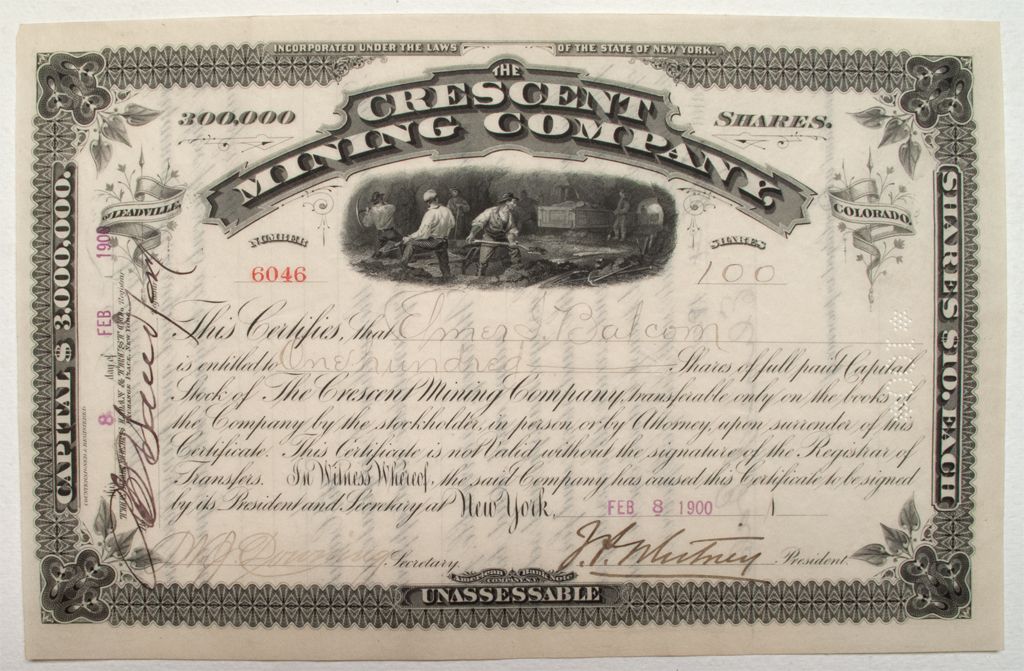 INCORPORATED UNDER THE LAWS OF THE STATE OF NEW YORK.
THE
CRESCENT
MINING COMPANY,
300,000 SHARES.
LEADVILLE, COLORADO.
NUMBER SHARES
6046 100
This Certifies, that Elmer J. Balcom
is entitled to One hundred Shares of full paid Capital
Stock of The Crescent Mining Company, transferable only on the books of
the Company by the stockholder, in person or by Attorney, upon surrender of this
Certificate. This Certificate is not Valid without the signature of the Registrar of
Transfers. In Witness Whereof, the said Company has caused this Certificate to be signed
by its President and Secretary at New York, FEB 8 1900
Secretary. J. A. Whitney President.
American Bank Note
COMPANY, N.Y.
UNASSESSABLE
CAPITAL $ 3,000,000.
SHARES $10. EACH
COUNTERSIGNED & REGISTERED
8 day of FEB 1900